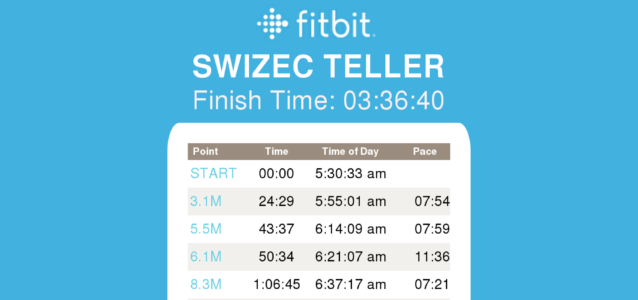 fitbit
SWIZEC TELLER
Finish Time: 03:36:40
Point Time Time of Day Pace
START 00:00 5:30:33 am
3.1M 24:29 5:55:01 am 07:54
5.5M 43:37 6:14:09 am 07:59
6.1M 50:34 6:21:07 am 11:36
8.3M 1:06:45 6:37:17 am 07:21